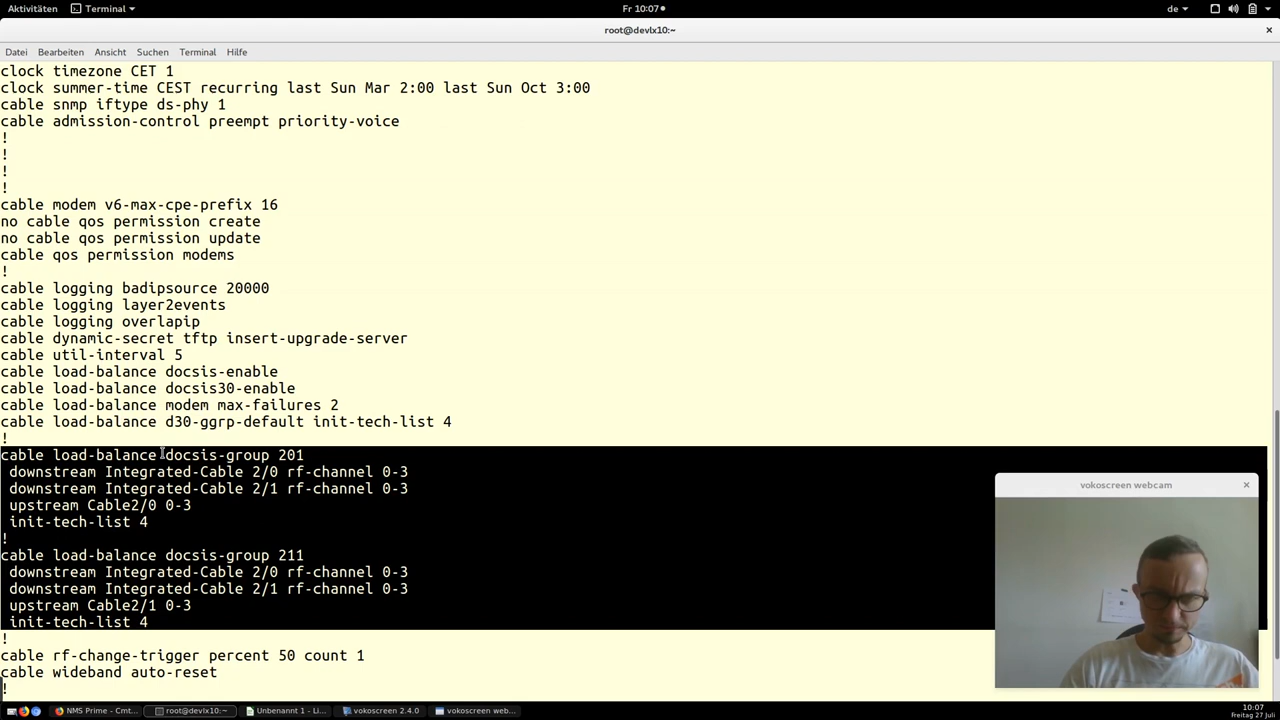 Aktivitäten Terminal Fr 10:07 de
root@devlx10:~
Datei Bearbeiten Ansicht Suchen Terminal Hilfe
clock timezone CET 1
clock summer-time CEST recurring last Sun Mar 2:00 last Sun Oct 3:00
cable snmp iftype ds-phy 1
cable admission-control preempt priority-voice
!
!
!
!
cable modem v6-max-cpe-prefix 16
no cable qos permission create
no cable qos permission update
cable qos permission modems
!
cable logging badipsource 20000
cable logging layer2events
cable logging overlapip
cable dynamic-secret tftp insert-upgrade-server
cable util-interval 5
cable load-balance docsis-enable
cable load-balance docsis30-enable
cable load-balance modem max-failures 2
cable load-balance d30-ggrp-default init-tech-list 4
!
cable load-balance docsis-group 201
downstream Integrated-Cable 2/0 rf-channel 0-3
downstream Integrated-Cable 2/1 rf-channel 0-3
upstream Cable2/0 0-3
init-tech-list 4
!
cable load-balance docsis-group 211
downstream Integrated-Cable 2/0 rf-channel 0-3
downstream Integrated-Cable 2/1 rf-channel 0-3
upstream Cable2/1 0-3
init-tech-list 4
!
cable rf-change-trigger percent 50 count 1
cable wideband auto-reset
!
vokoscreen webcam
NMS Prime - Cmt... root@devlx10:~ Unbenannt 1 - Li... vokoscreen 2.4.0 vokoscreen web...
10:07
Freitag 27 Juli